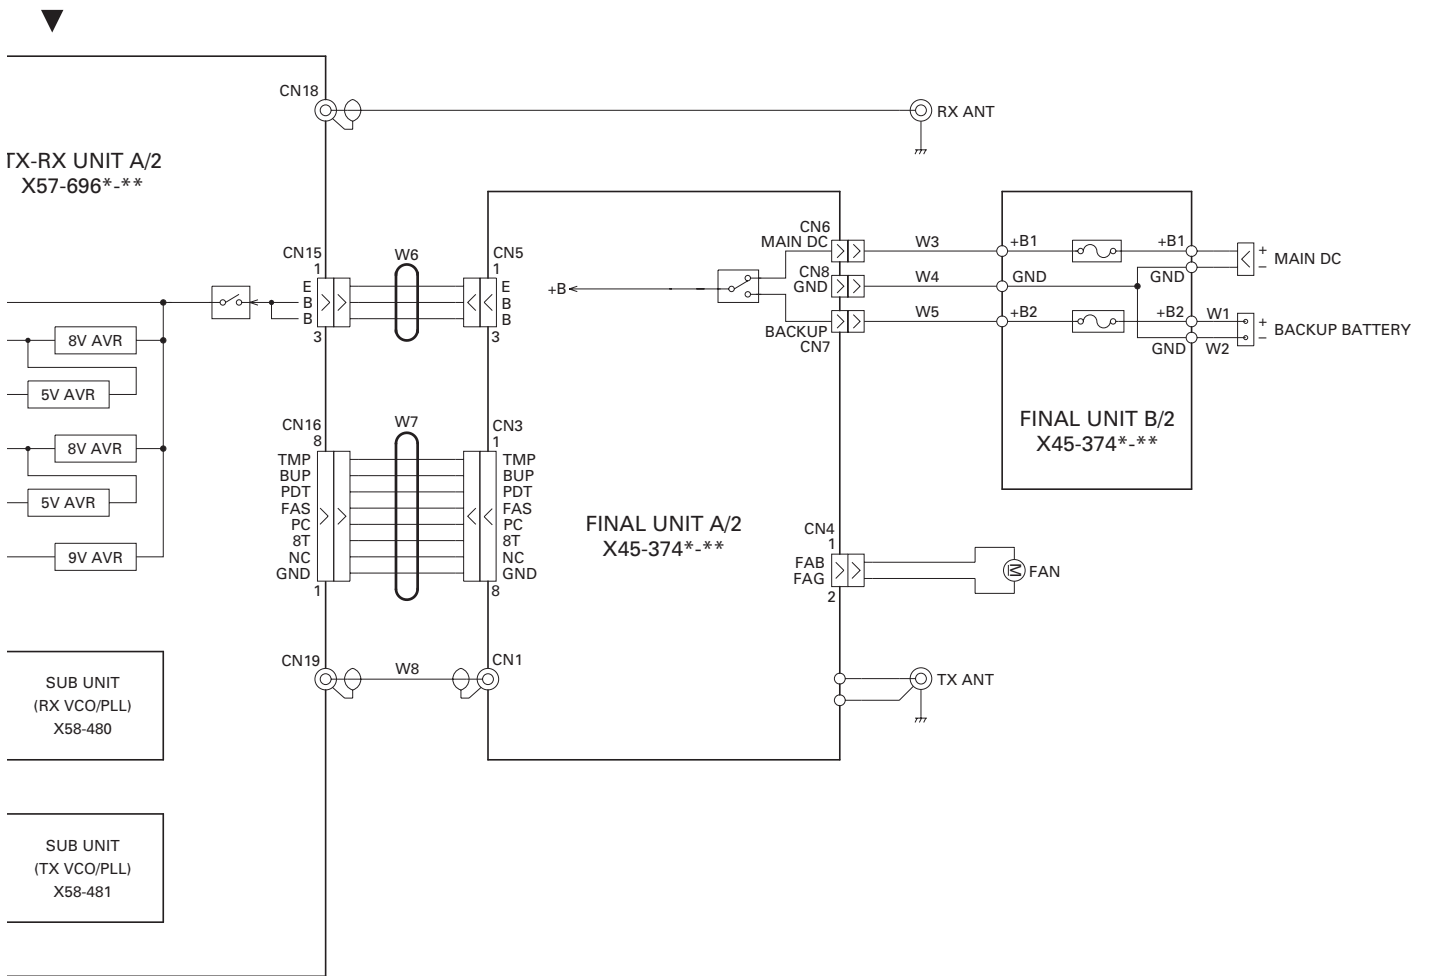 CN18
RX ANT
TX-RX UNIT A/2
X57-696*-**
CN15
1
E
B
B
3
W6
CN5
1
E
B
B
3
+B
CN6
MAIN DC
CN8
GND
BACKUP
CN7
W3
W4
W5
+B1
+B1
GND
GND
+B2
+B2
GND
W1
W2
+
−
MAIN DC
+
−
BACKUP BATTERY
FINAL UNIT B/2
X45-374*-**
8V AVR
5V AVR
8V AVR
5V AVR
9V AVR
CN16
8
TMP
BUP
PDT
FAS
PC
8T
NC
GND
1
W7
CN3
1
TMP
BUP
PDT
FAS
PC
8T
NC
GND
8
FINAL UNIT A/2
X45-374*-**
CN4
1
FAB
FAG
2
M
FAN
CN19
W8
CN1
TX ANT
SUB UNIT
(RX VCO/PLL)
X58-480
SUB UNIT
(TX VCO/PLL)
X58-481